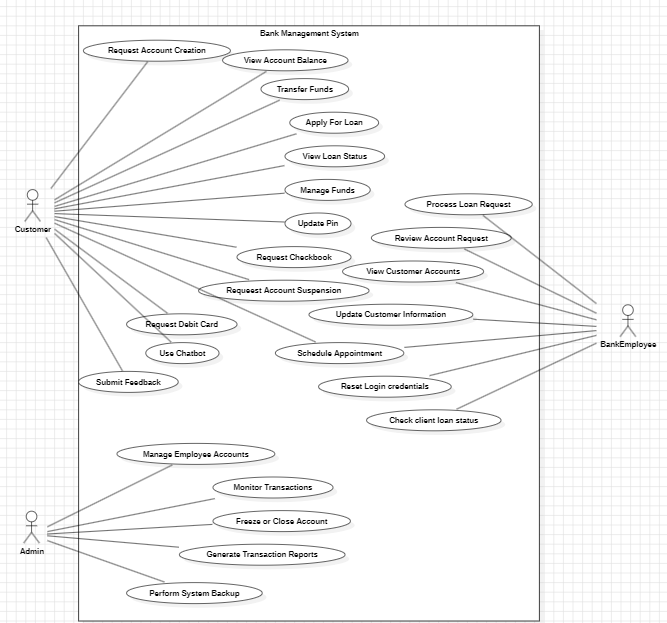 Bank Management System
Request Account Creation
View Account Balance
Transfer Funds
Apply For Loan
View Loan Status
Manage Funds
Process Loan Request
Update Pin
Customer
Review Account Request
Request Checkbook
View Customer Accounts
Requeest Account Suspension
Update Customer Information
Request Debit Card
BankEmployee
Use Chatbot
Schedule Appointment
Submit Feedback
Reset Login credentials
Check client loan status
Manage Employee Accounts
Monitor Transactions
Freeze or Close Account
Admin
Generate Transaction Reports
Perform System Backup